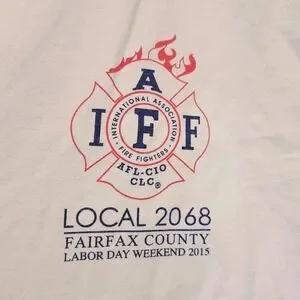 A
I F F
INTERNATIONAL ASSOCIATION
FIRE FIGHTERS
AFL-CIO
CLC®
LOCAL 2068
FAIRFAX COUNTY
LABOR DAY WEEKEND 2015